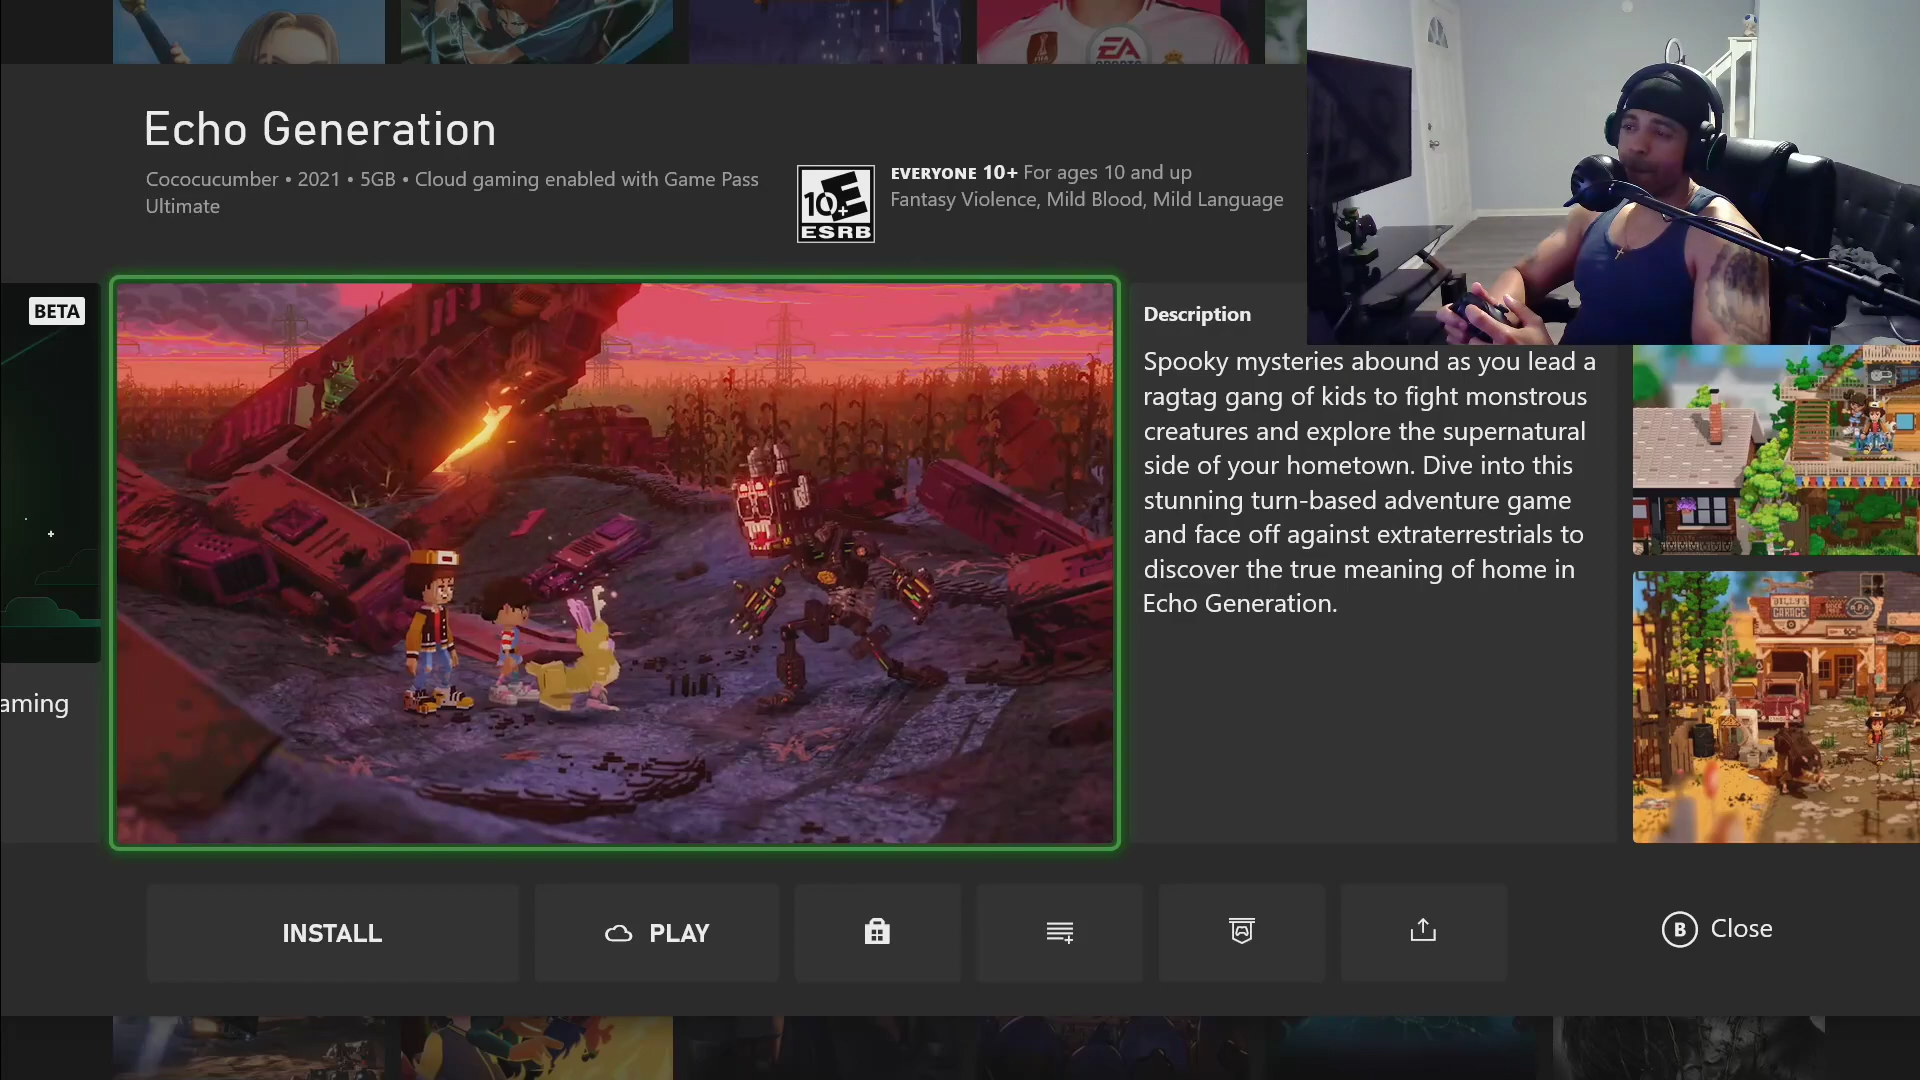 EA
SPORTS
Echo Generation
Cococucumber • 2021 • 5GB • Cloud gaming enabled with Game Pass
Ultimate
10+
E
ESRB
EVERYONE 10+ For ages 10 and up
Fantasy Violence, Mild Blood, Mild Language
BETA
aming
Description
Spooky mysteries abound as you lead a
ragtag gang of kids to fight monstrous
creatures and explore the supernatural
side of your hometown. Dive into this
stunning turn-based adventure game
and face off against extraterrestrials to
discover the true meaning of home in
Echo Generation.
BILLY'S
GARAGE
INSTALL
PLAY
B Close